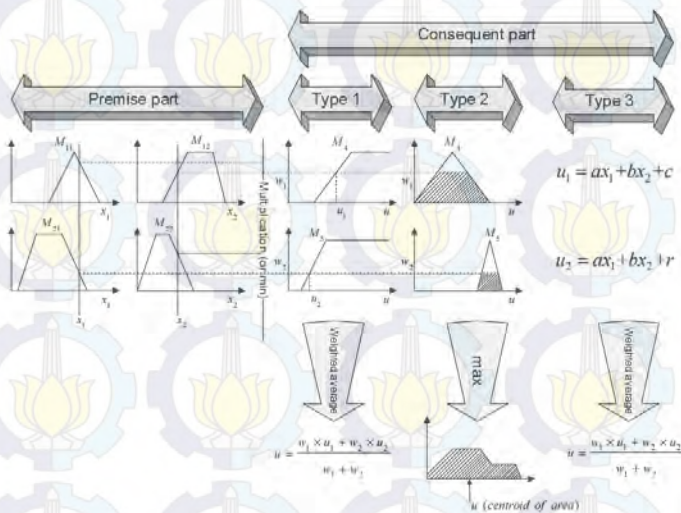 Consequent part
Premise part
Type 1
Type 2
Type 3
M₁₁
M₁₂
M₄
M₄
w₁
w₁
x₁
x₂
u₁
u
u
u₁ = ax₁+bx₂+c
Multiplication (or min)
M₂₁
M₂₂
M₅
M₅
w₂
w₂
x₁
x₂
u₂
u
u
u₂ = ax₁+bx₂+r
x₁
x₂
Weighted average
max
Weighted average
u = w₁ × u₁ + w₂ × u₂
w₁ + w₂
u = w₁ × u₁ + w₂ × u₂
w₁ + w₂
u (centroid of area)